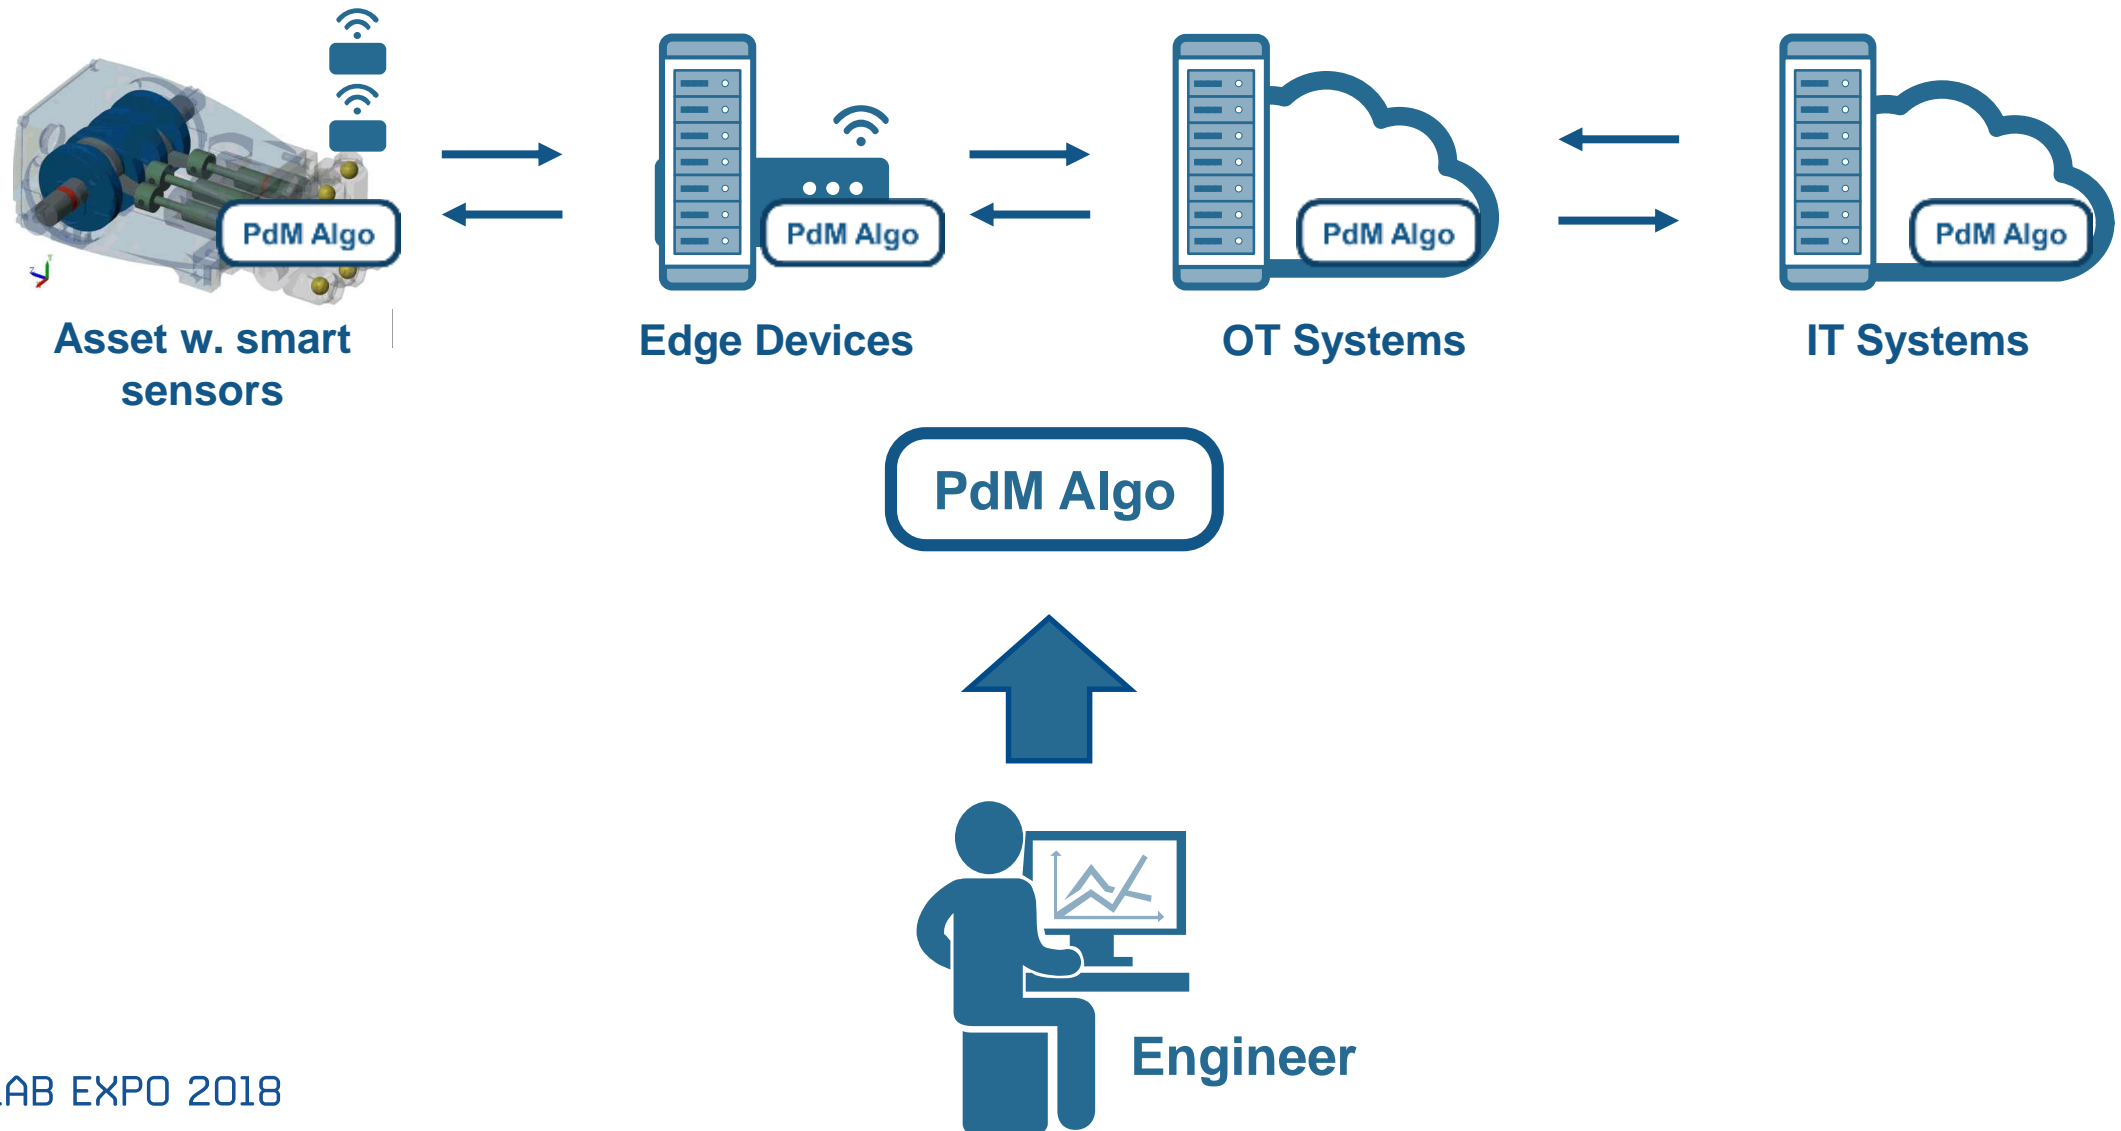 PdM Algo
PdM Algo
PdM Algo
PdM Algo
Asset w. smart
sensors
Edge Devices
OT Systems
IT Systems
PdM Algo
Engineer
AB EXPO 2018